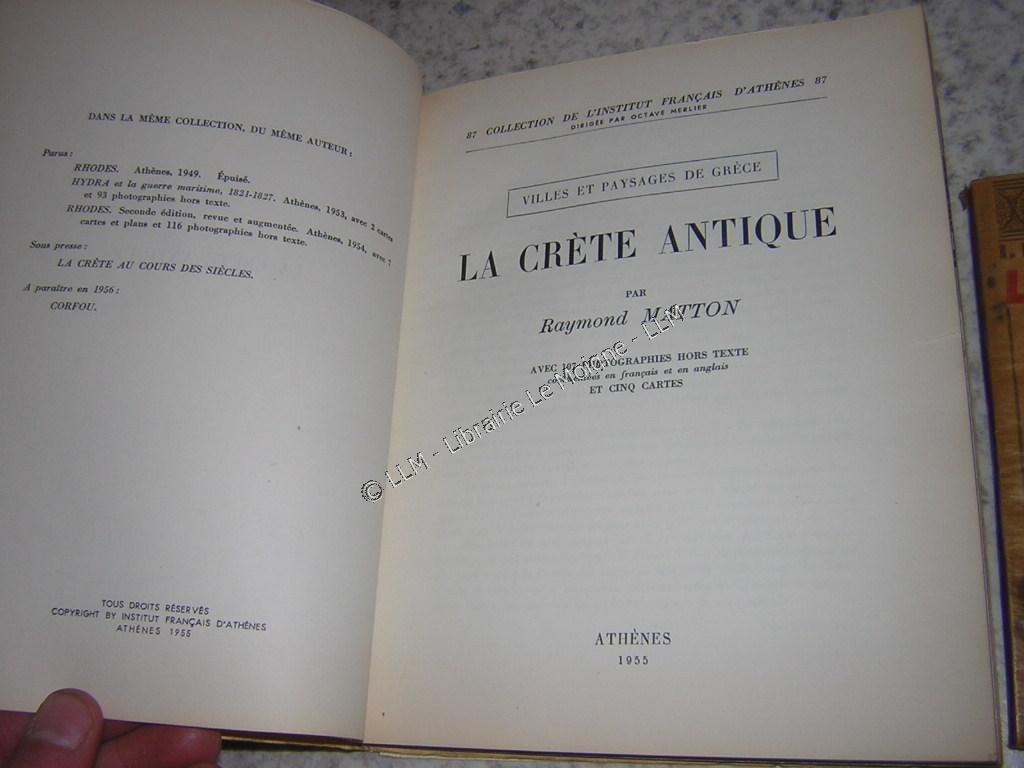 DANS LA MÊME COLLECTION, DU MÊME AUTEUR :
Parus :
RHODES. Athènes, 1949. Épuisé.
HYDRA et la guerre maritime, 1821-1827. Athènes, 1953, avec 2 cartes
et 93 photographies hors texte.
RHODES. Seconde édition, revue et augmentée. Athènes, 1954, avec 7
cartes et plans et 116 photographies hors texte.
Sous presse :
LA CRÈTE AU COURS DES SIÈCLES.
A paraître en 1956 :
CORFOU.
TOUS DROITS RÉSERVÉS
COPYRIGHT BY INSTITUT FRANÇAIS D'ATHÈNES
ATHÈNES 1955
87 COLLECTION DE L'INSTITUT FRANÇAIS D'ATHÈNES 87
DIRIGÉE PAR OCTAVE MERLIER
VILLES ET PAYSAGES DE GRÈCE
LA CRÈTE ANTIQUE
PAR
Raymond MATTON
AVEC 107 PHOTOGRAPHIES HORS TEXTE
commentées en français et en anglais
ET CINQ CARTES
ATHÈNES
1955
© LLM - Librairie Le Moigne - LLM